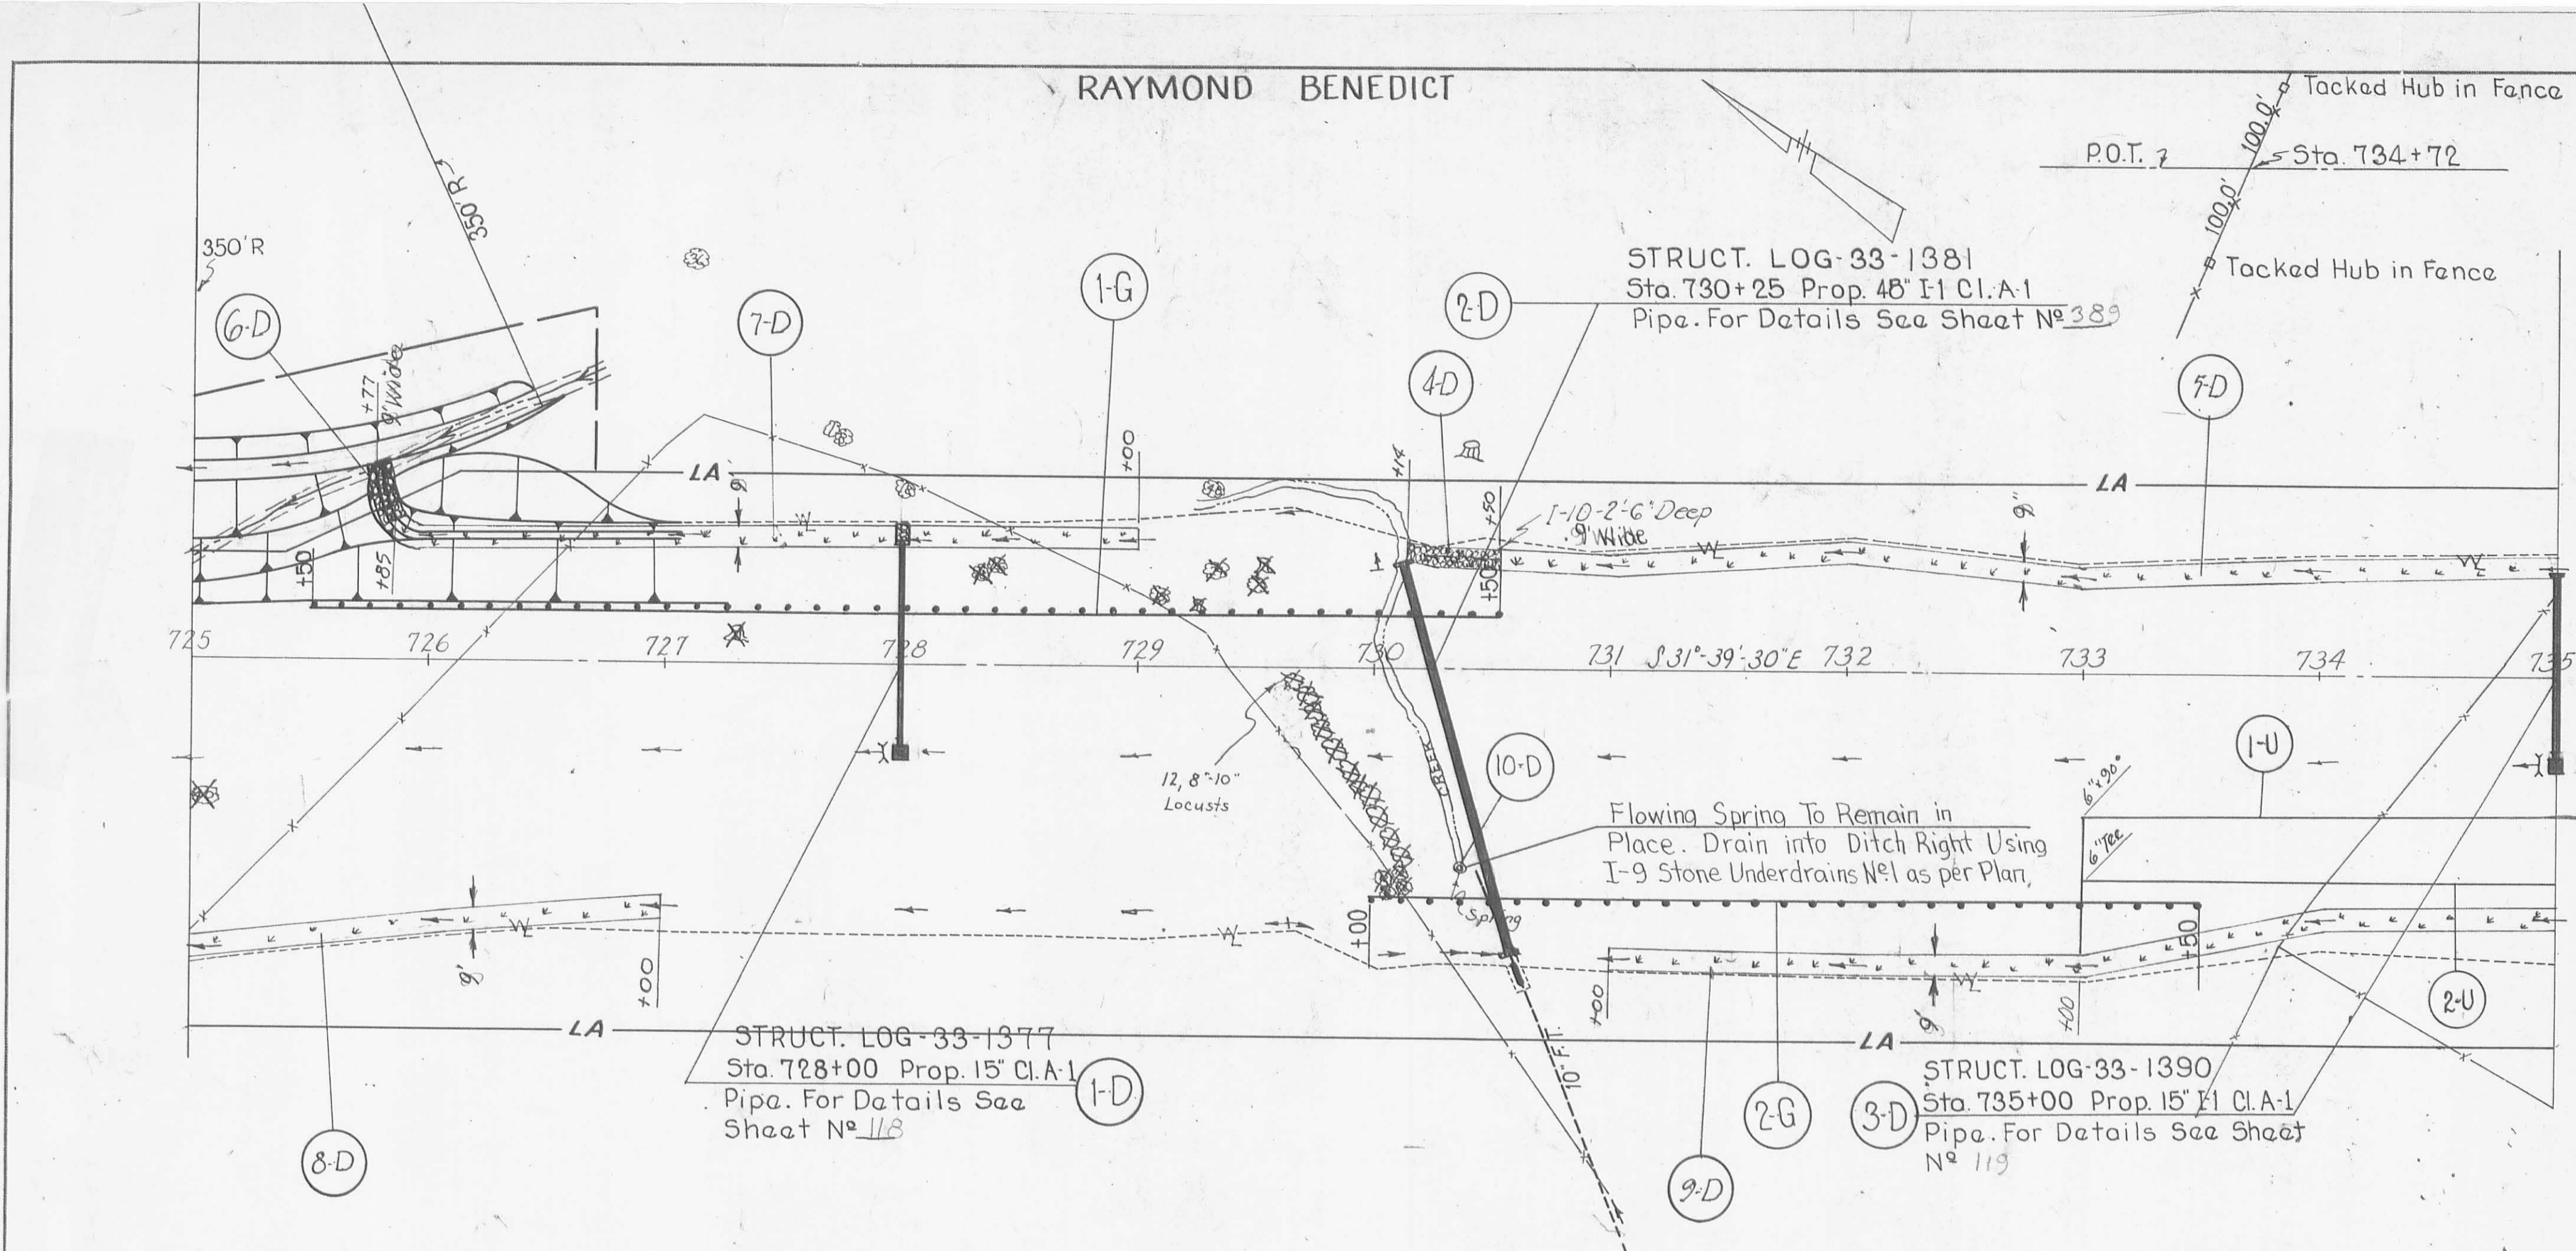 RAYMOND BENEDICT
Tacked Hub in Fence
100.0'
P.O.T.
Sta. 734+72
100.0'
Tacked Hub in Fence
350'R
350'R
STRUCT. LOG-33-1381
Sta. 730+25 Prop. 48" I-1 Cl. A-1
Pipe. For Details See Sheet Nº 389
6-D
7-D
1-G
2-D
4-D
5-D
+77
9' Wide
+00
+14
+50
LA
LA
9'
9'
W
W
W
I-10-2'-6" Deep
9' Wide
+50
+85
+50
725
726
727
728
729
730
731
S 31°-39'-30" E
732
733
734
735
12, 8"-10"
Locusts
CREEK
10-D
1-U
6"x90°
6" Tee
Flowing Spring To Remain in
Place. Drain into Ditch Right Using
I-9 Stone Underdrains Nº1 as per Plan,
Spring
+00
+50
9'
W
W
W
+00
+00
9'
+00
LA
LA
10" F.T.
2-U
STRUCT. LOG-33-1377
Sta. 728+00 Prop. 15" Cl. A-1
Pipe. For Details See
Sheet Nº 118
1-D
2-G
3-D
STRUCT. LOG-33-1390
Sta. 735+00 Prop. 15" I-1 Cl. A-1
Pipe. For Details See Sheet
Nº 119
8-D
9-D